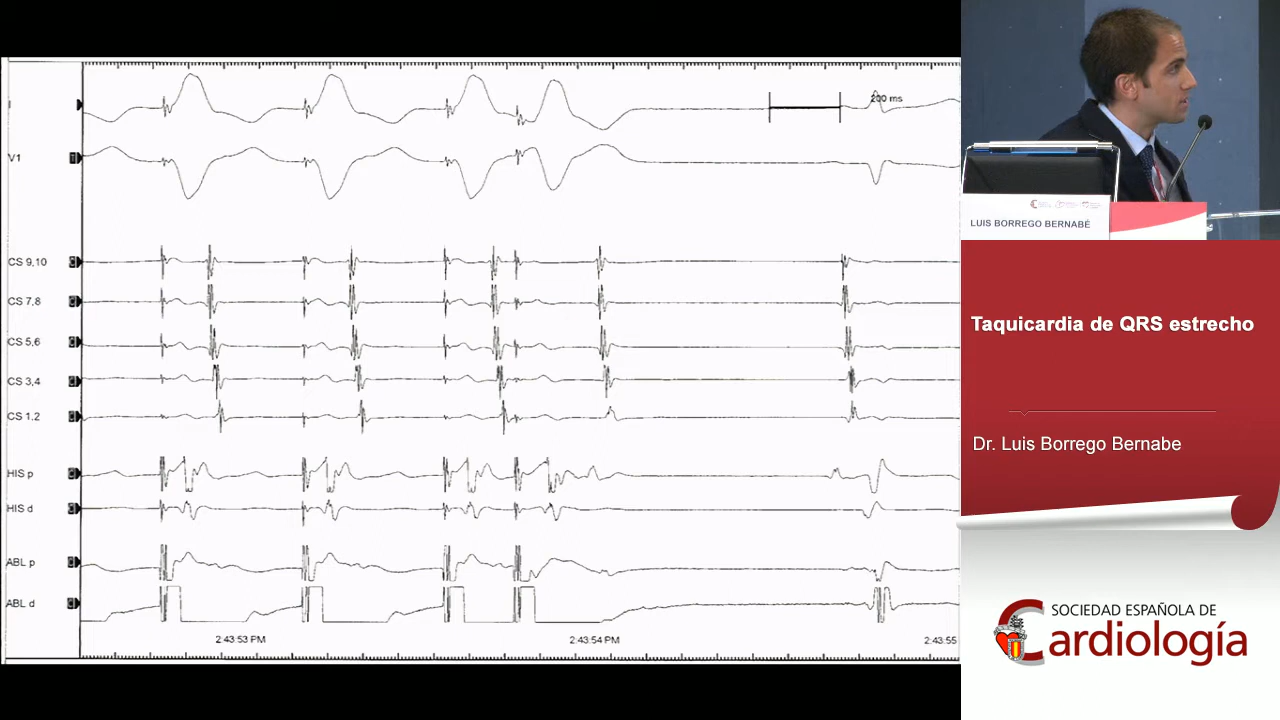 I
V1
200 ms
CS 9,10
CS 7,8
CS 5,6
CS 3,4
CS 1,2
HIS p
HIS d
ABL p
ABL d
2:43:53 PM
2:43:54 PM
2:43:55
LUIS BORREGO BERNABÉ
Taquicardia de QRS estrecho
Dr. Luis Borrego Bernabe
SOCIEDAD ESPAÑOLA DE
Cardiología